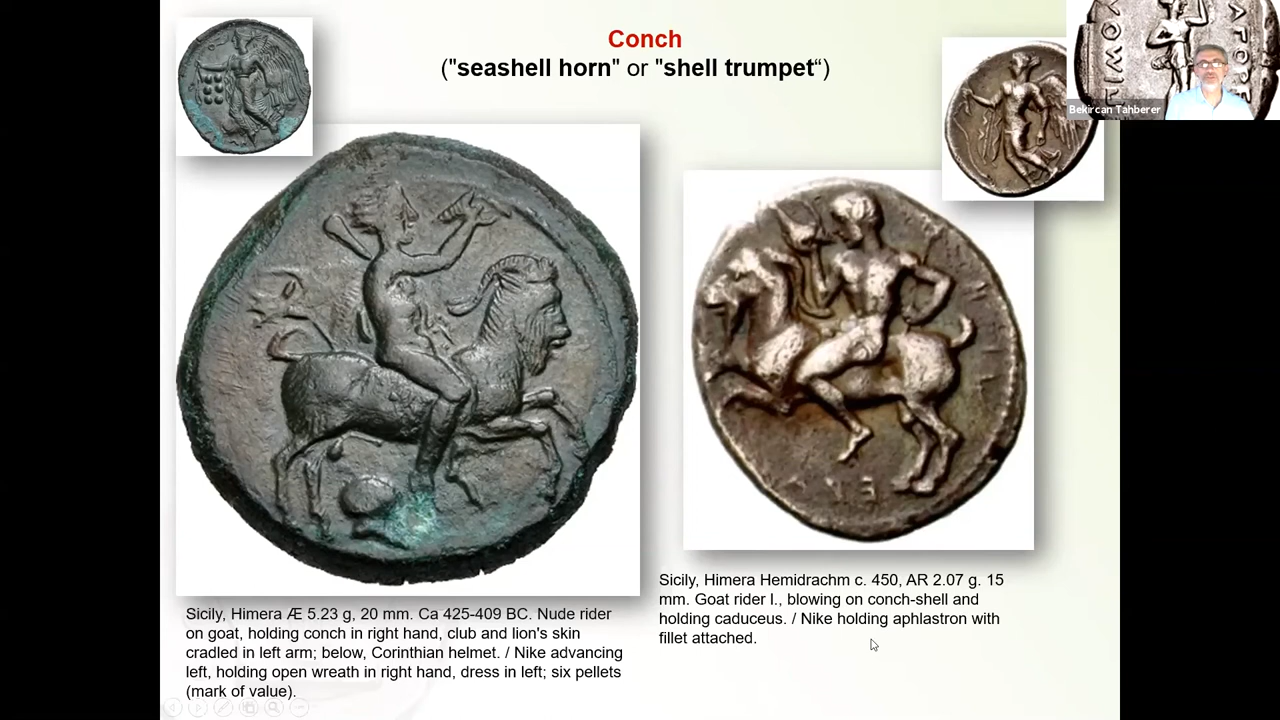 Conch
("seashell horn" or "shell trumpet“)
Bekircan Tahberer
Sicily, Himera Æ 5.23 g, 20 mm. Ca 425-409 BC. Nude rider
on goat, holding conch in right hand, club and lion's skin
cradled in left arm; below, Corinthian helmet. / Nike advancing
left, holding open wreath in right hand, dress in left; six pellets
(mark of value).
Sicily, Himera Hemidrachm c. 450, AR 2.07 g. 15
mm. Goat rider l., blowing on conch-shell and
holding caduceus. / Nike holding aphlastron with
fillet attached.